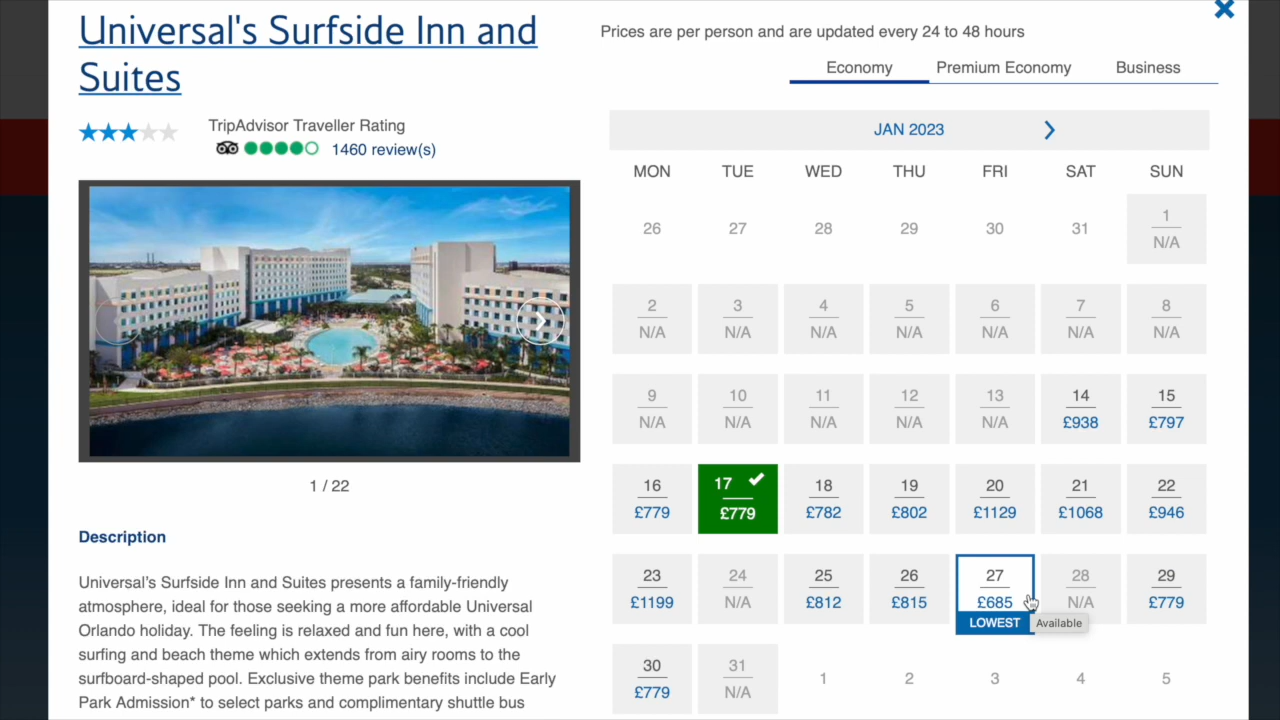 Universal's Surfside Inn and
Suites
TripAdvisor Traveller Rating
1460 review(s)
1 / 22
Description
Universal's Surfside Inn and Suites presents a family-friendly
atmosphere, ideal for those seeking a more affordable Universal
Orlando holiday. The feeling is relaxed and fun here, with a cool
surfing and beach theme which extends from airy rooms to the
surfboard-shaped pool. Exclusive theme park benefits include Early
Park Admission* to select parks and complimentary shuttle bus
Prices are per person and are updated every 24 to 48 hours
Economy Premium Economy Business
JAN 2023
MON TUE WED THU FRI SAT SUN
26 27 28 29 30 31 1
N/A
2 3 4 5 6 7 8
N/A N/A N/A N/A N/A N/A N/A
9 10 11 12 13 14 15
N/A N/A N/A N/A N/A £938 £797
16 17 18 19 20 21 22
£779 £779 £782 £802 £1129 £1068 £946
23 24 25 26 27 28 29
£1199 N/A £812 £815 £685 N/A £779
LOWEST Available
30 31 1 2 3 4 5
£779 N/A